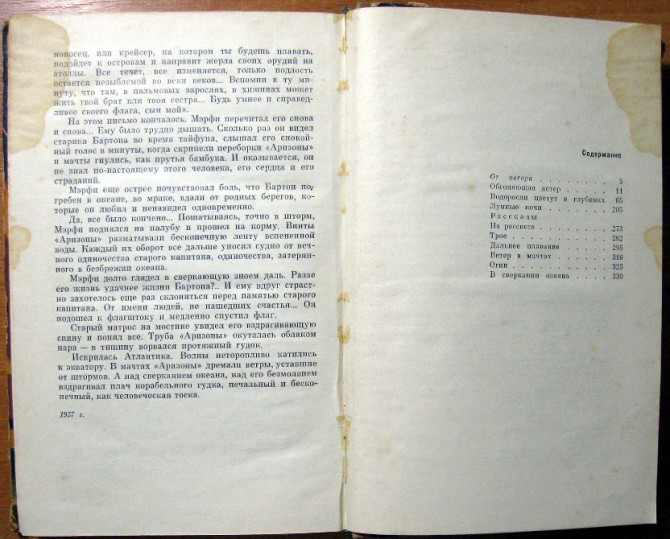 поносец, или крейсер, на котором ты будешь плавать,
подойдет к островам и направит жерла своих орудий на
атоллы. Все течет, все изменяется, только подлость
остается незыблемой во веки веков... Вспомни в ту ми-
нуту, что там, в пальмовых зарослях, в хижинах может
жить твой брат или твоя сестра... Будь умнее и справед-
ливее своего флага, сын мой».
На этом письмо кончалось. Мэрфи перечитал его снова
и снова... Ему было трудно дышать. Сколько раз он видел
старика Бартона во время тайфуна, слышал его спокой-
ный голос в минуты, когда скрипели переборки «Аризоны»
и мачты гнулись, как прутья бамбука. И оказывается, он
не знал по-настоящему этого человека, его сердца и его
страданий.
Мэрфи еще острее почувствовал боль, что Бартон по-
гребен в океане, во мраке, вдали от родных берегов, ко-
торые он любил и ненавидел одновременно.
Да, все было кончено... Пошатываясь, точно в шторм,
Мэрфи поднялся на палубу и прошел на корму. Винты
«Аризоны» разматывали бесконечную ленту вспененной
воды. Каждый их оборот все дальше уносил судно от веч-
ного одиночества старого капитана, одиночества, затерян-
ного в безбрежии океана.
Мэрфи долго глядел в сверкающую зноем даль. Разве
его жизнь удачнее жизни Бартона?.. И ему вдруг страст-
но захотелось еще раз склониться перед памятью старого
капитана. От имени людей, не нашедших счастья... Он
подошел к флагштоку и медленно спустил флаг.
Старый матрос на мостике увидел его вздрагивающую
спину и понял все. Труба «Аризоны» окуталась облаком
пара — в тишину ворвался протяжный гудок.
Искрилась Атлантика. Волны неторопливо катились
к экватору. В мачтах «Аризоны» дремали ветры, уставшие
от штормов. А над сверканием океана, над его безмолвием
вздрагивал плач корабельного гудка, печальный и беско-
нечный, как человеческая тоска.
1957 г.
Содержание
От автора . . . . . . . . 5
Обгоняющая ветер . . . . . 11
Водоросли цветут в глубинах . 65
Лунные ночи . . . . . . . 205
Рассказы
На рассвете . . . . . . . 273
Трое . . . . . . . . . . 282
Дальнее плавание . . . . . 295
Ветер в мачтах . . . . . . 316
Огни . . . . . . . . . . 323
В сверкании океана . . . . 330